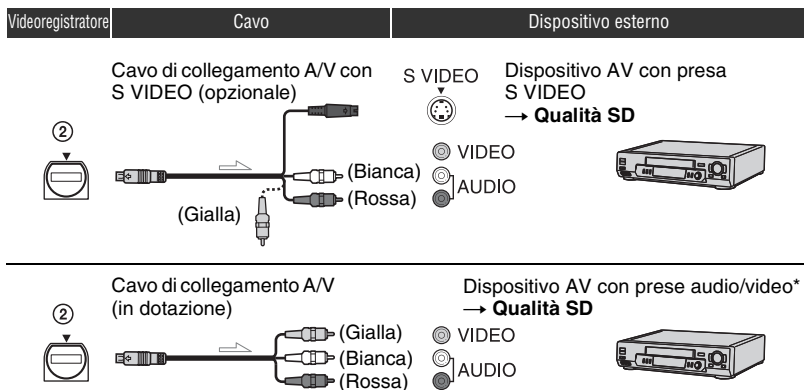 Videoregistratore Cavo Dispositivo esterno
Cavo di collegamento A/V con
S VIDEO (opzionale)
S VIDEO
Dispositivo AV con presa
S VIDEO
→ Qualità SD
②
VIDEO
(Bianca)
AUDIO
(Rossa)
(Gialla)
Cavo di collegamento A/V
(in dotazione)
Dispositivo AV con prese audio/video*
→ Qualità SD
②
(Gialla)
VIDEO
(Bianca)
AUDIO
(Rossa)